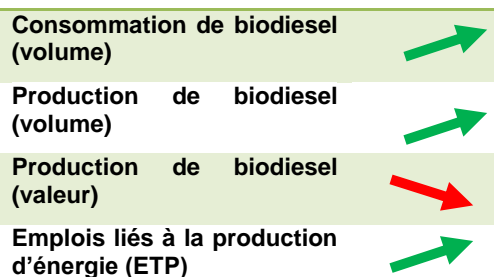 Consommation de biodiesel
(volume)
Production de biodiesel
(volume)
Production de biodiesel
(valeur)
Emplois liés à la production
d'énergie (ETP)